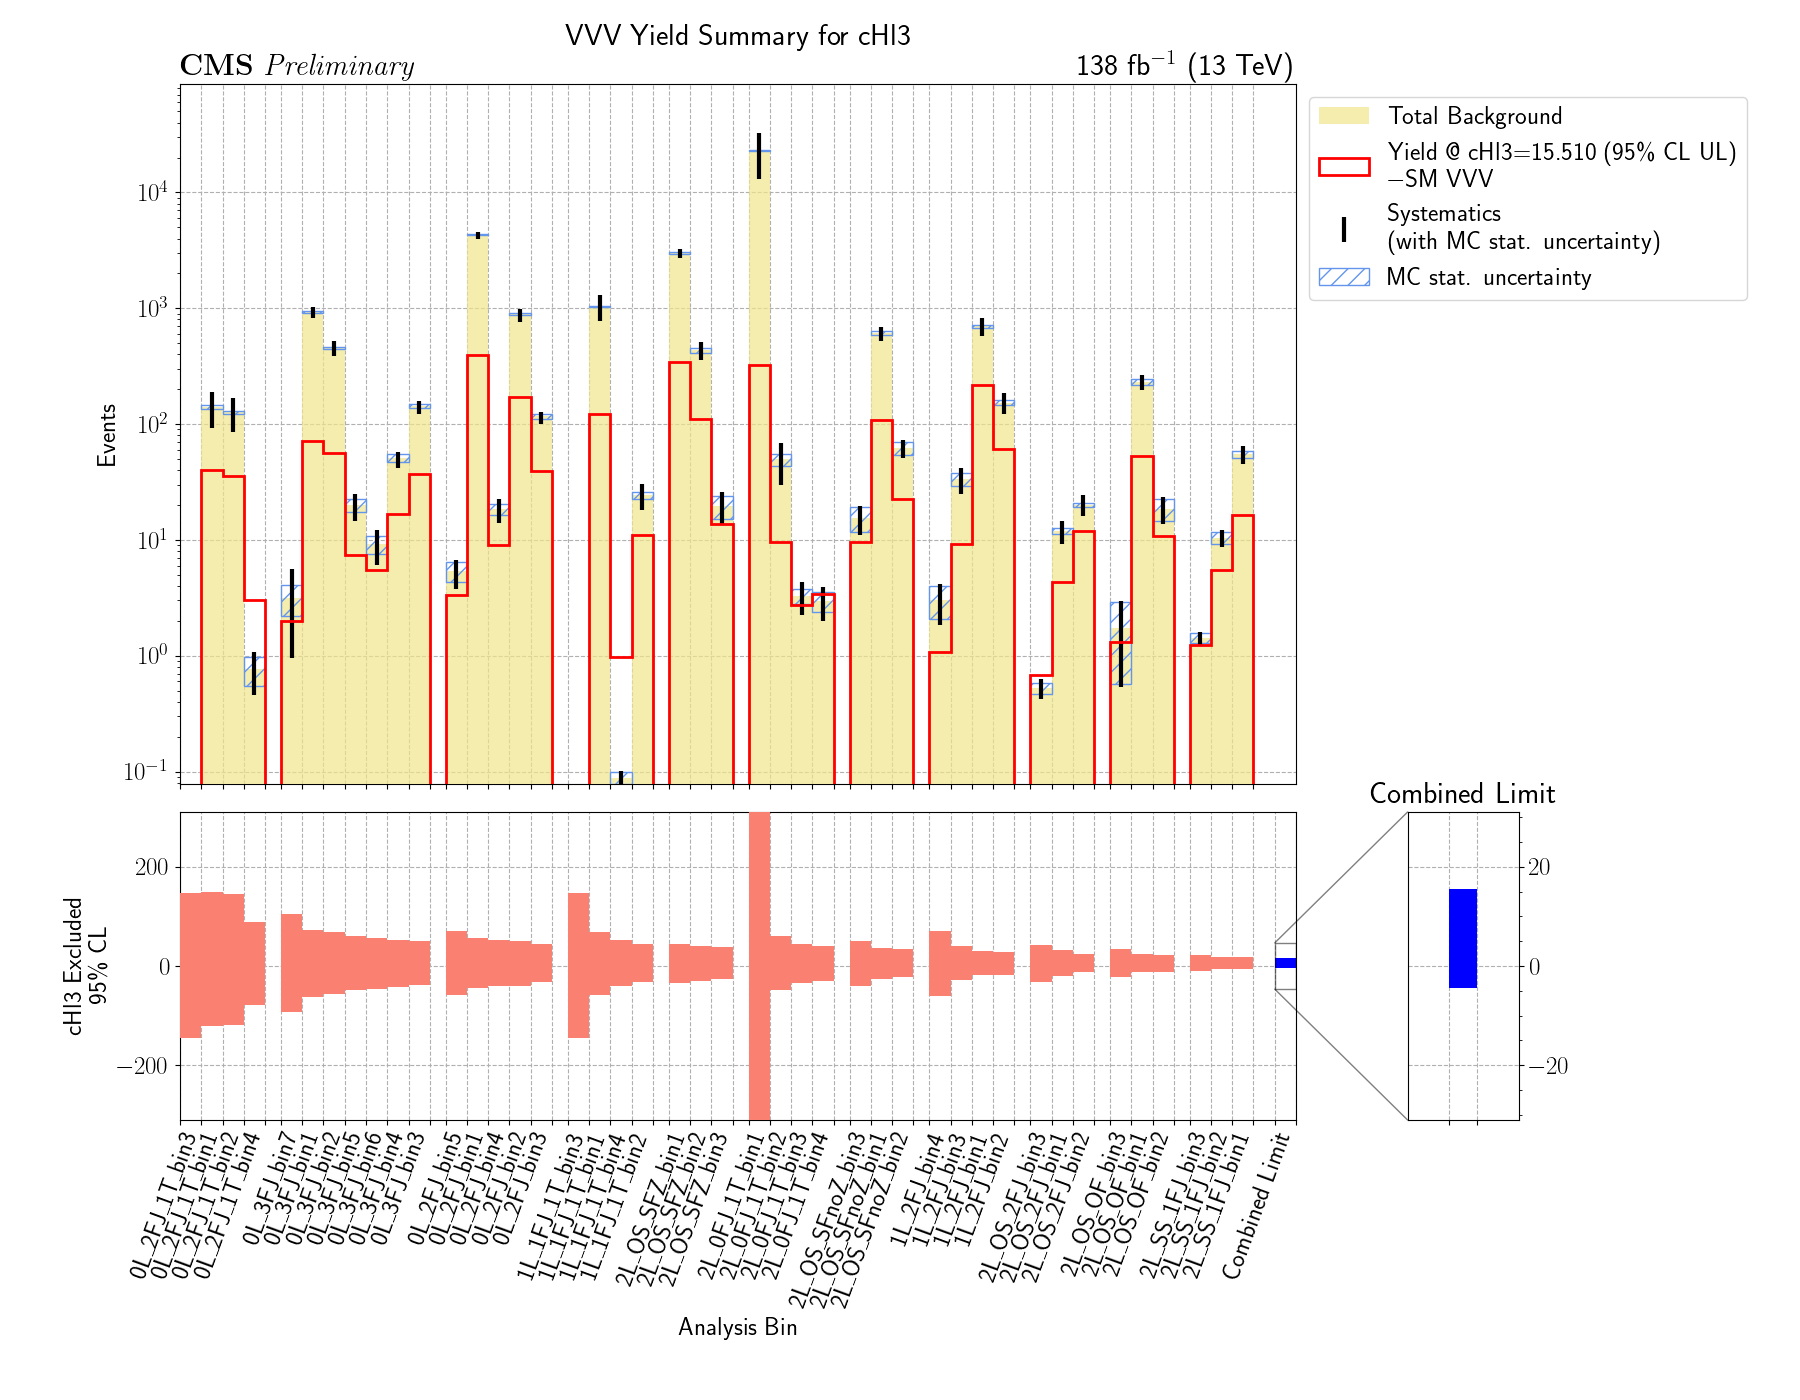 VVV Yield Summary for cHl3
CMS Preliminary
138 fb⁻¹ (13 TeV)
Total Background
Yield @ cHl3=15.510 (95% CL UL)
−SM VVV
Systematics
(with MC stat. uncertainty)
MC stat. uncertainty
Events
10⁴
10³
10²
10¹
10⁰
10⁻¹
cHl3 Excluded
95% CL
200
0
−200
Combined Limit
20
0
−20
0L_2FJ_1T_bin3
0L_2FJ_1T_bin1
0L_2FJ_1T_bin2
0L_2FJ_1T_bin4
0L_3FJ_bin7
0L_3FJ_bin1
0L_3FJ_bin2
0L_3FJ_bin5
0L_3FJ_bin6
0L_3FJ_bin4
0L_3FJ_bin3
0L_2FJ_bin5
0L_2FJ_bin1
0L_2FJ_bin4
0L_2FJ_bin2
0L_2FJ_bin3
1L_1FJ_1T_bin3
1L_1FJ_1T_bin1
1L_1FJ_1T_bin4
1L_1FJ_1T_bin2
2L_OS_SFZ_bin1
2L_OS_SFZ_bin2
2L_OS_SFZ_bin3
2L_0FJ_1T_bin1
2L_0FJ_1T_bin2
2L_0FJ_1T_bin3
2L_0FJ_1T_bin4
2L_OS_SFnoZ_bin3
2L_OS_SFnoZ_bin1
2L_OS_SFnoZ_bin2
1L_2FJ_bin4
1L_2FJ_bin3
1L_2FJ_bin1
1L_2FJ_bin2
2L_OS_2FJ_bin3
2L_OS_2FJ_bin1
2L_OS_2FJ_bin2
2L_OS_OF_bin3
2L_OS_OF_bin1
2L_OS_OF_bin2
2L_SS_1FJ_bin3
2L_SS_1FJ_bin2
2L_SS_1FJ_bin1
Combined Limit
Analysis Bin